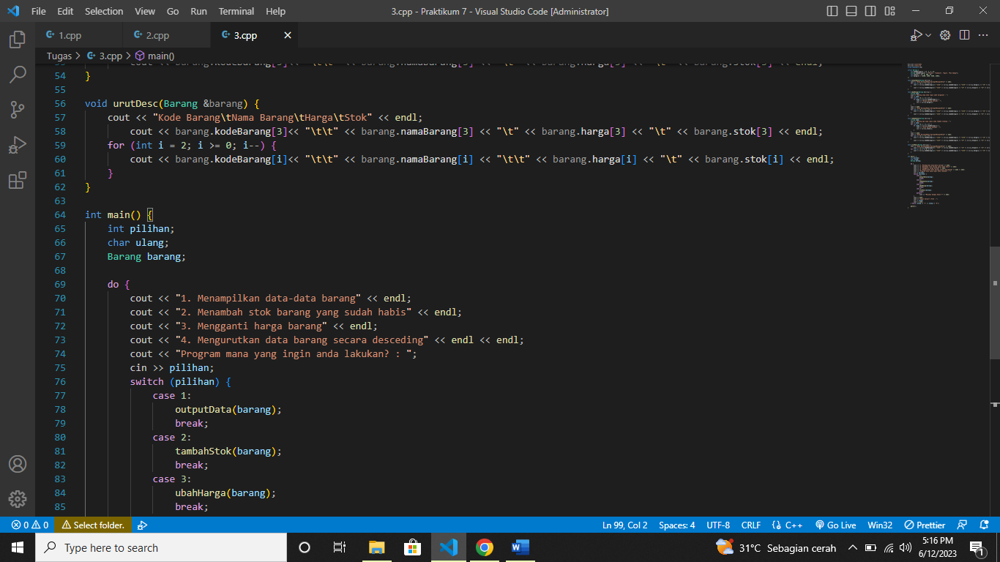 File Edit Selection View Go Run Terminal Help 3.cpp - Praktikum 7 - Visual Studio Code [Administrator]
1.cpp 2.cpp 3.cpp
Tugas > 3.cpp > main()
cout << barang.kodeBarang[3]<< "\t\t" << barang.namaBarang[3] << "\t" << barang.harga[3] << "\t" << barang.stok[3] << endl;
54 }
55
56 void urutDesc(Barang &barang) {
57 cout << "Kode Barang\tNama Barang\tHarga\tStok" << endl;
58 cout << barang.kodeBarang[3]<< "\t\t" << barang.namaBarang[3] << "\t" << barang.harga[3] << "\t" << barang.stok[3] << endl;
59 for (int i = 2; i >= 0; i--) {
60 cout << barang.kodeBarang[i]<< "\t\t" << barang.namaBarang[i] << "\t\t" << barang.harga[i] << "\t" << barang.stok[i] << endl;
61 }
62 }
63
64 int main() {
65 int pilihan;
66 char ulang;
67 Barang barang;
68
69 do {
70 cout << "1. Menampilkan data-data barang" << endl;
71 cout << "2. Menambah stok barang yang sudah habis" << endl;
72 cout << "3. Mengganti harga barang" << endl;
73 cout << "4. Mengurutkan data barang secara desceding" << endl << endl;
74 cout << "Program mana yang ingin anda lakukan? : ";
75 cin >> pilihan;
76 switch (pilihan) {
77 case 1:
78 outputData(barang);
79 break;
80 case 2:
81 tambahStok(barang);
82 break;
83 case 3:
84 ubahHarga(barang);
85 break;
0 0 Select folder. Ln 99, Col 2 Spaces: 4 UTF-8 CRLF {} C++ Go Live Win32 Prettier
Type here to search 31°C Sebagian cerah 5:16 PM
6/12/2023 1